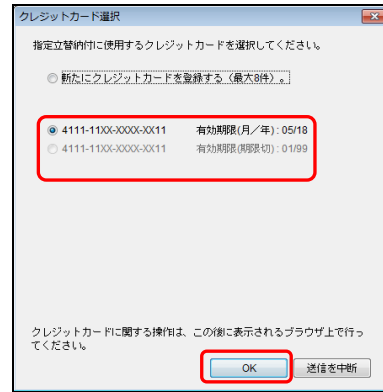 クレジットカード選択
指定立替納付に使用するクレジットカードを選択してください。
新たにクレジットカードを登録する（最大8件）。
4111-11XX-XXXX-XX11 有効期限(月／年)：05/18
4111-11XX-XXXX-XX11 有効期限(期限切)：01/99
クレジットカードに関する操作は、この後に表示されるブラウザ上で行っ
てください。
OK 送信を中断